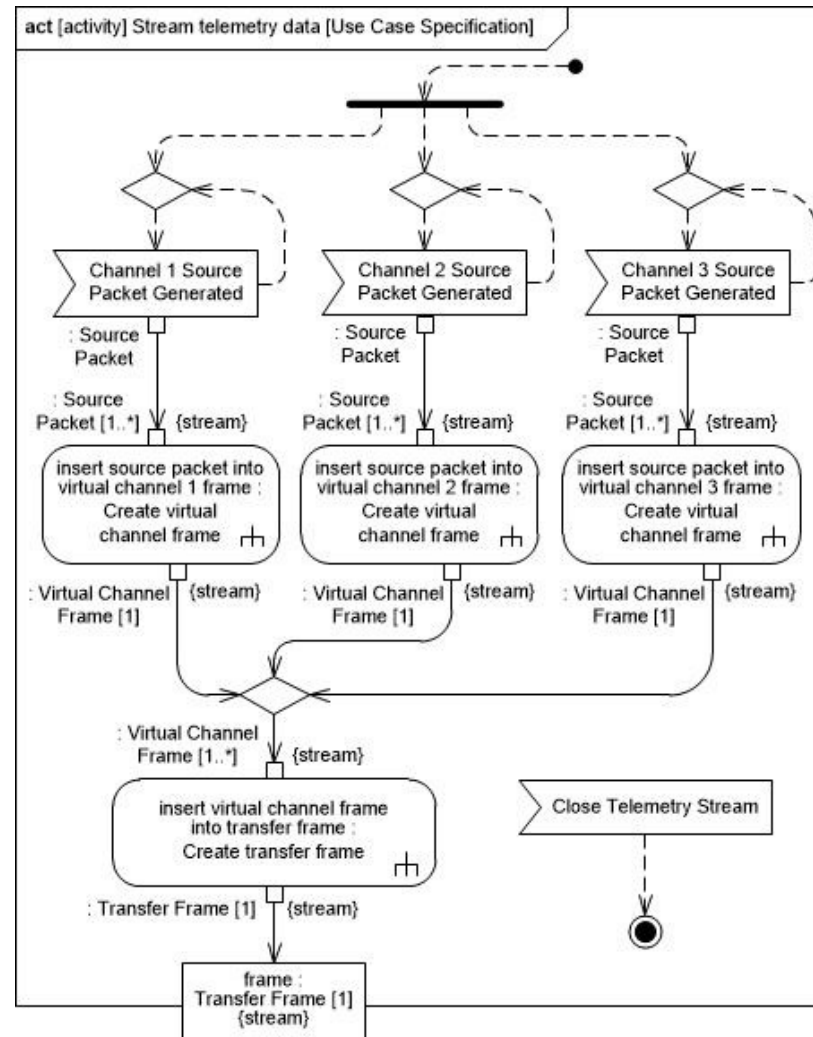 act [activity] Stream telemetry data [Use Case Specification]
Channel 1 Source
Packet Generated
Channel 2 Source
Packet Generated
Channel 3 Source
Packet Generated
: Source
Packet
: Source
Packet
: Source
Packet
: Source
Packet [1..*] {stream}
: Source
Packet [1..*] {stream}
: Source
Packet [1..*] {stream}
insert source packet into
virtual channel 1 frame :
Create virtual
channel frame
insert source packet into
virtual channel 2 frame :
Create virtual
channel frame
insert source packet into
virtual channel 3 frame :
Create virtual
channel frame
: Virtual Channel {stream}
Frame [1]
: Virtual Channel {stream}
Frame [1]
: Virtual Channel {stream}
Frame [1]
: Virtual Channel
Frame [1..*] {stream}
insert virtual channel frame
into transfer frame :
Create transfer frame
Close Telemetry Stream
: Transfer Frame [1] {stream}
frame :
Transfer Frame [1]
{stream}